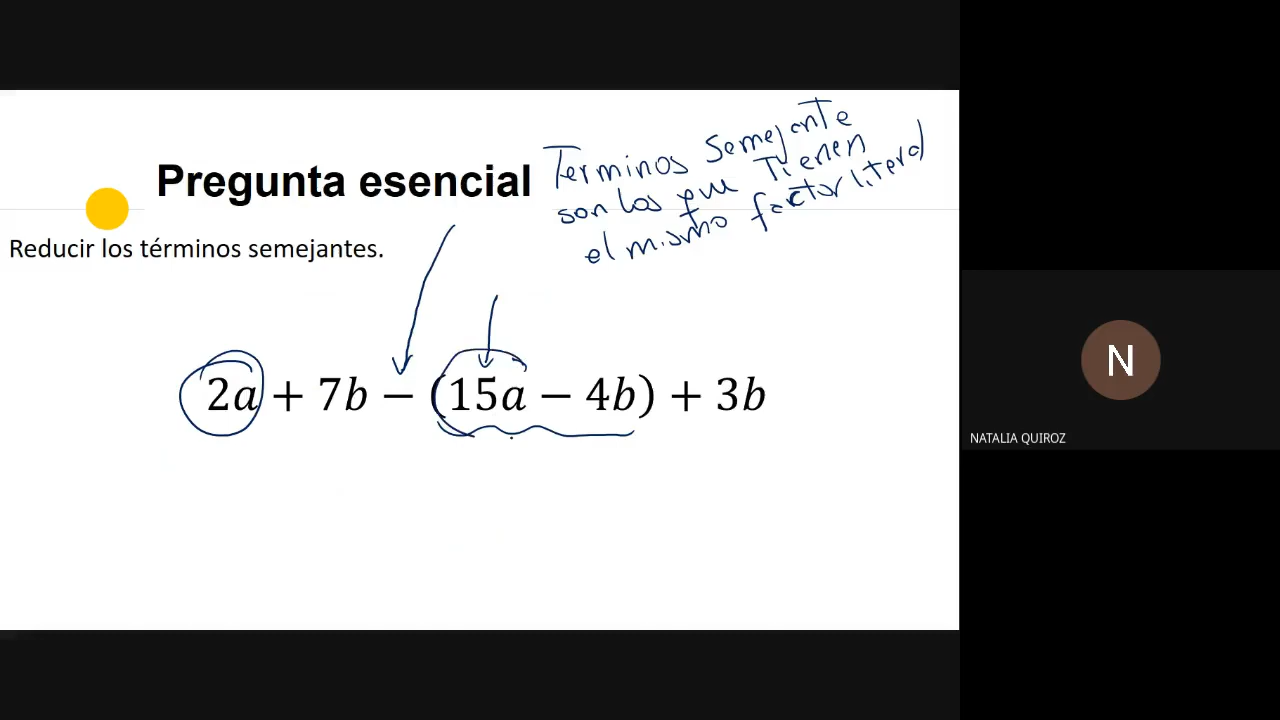 Pregunta esencial
Terminos Semejante
son los que Tienen
el mismo factor literal
Reducir los términos semejantes.
2a + 7b − (15a − 4b) + 3b
N
NATALIA QUIROZ